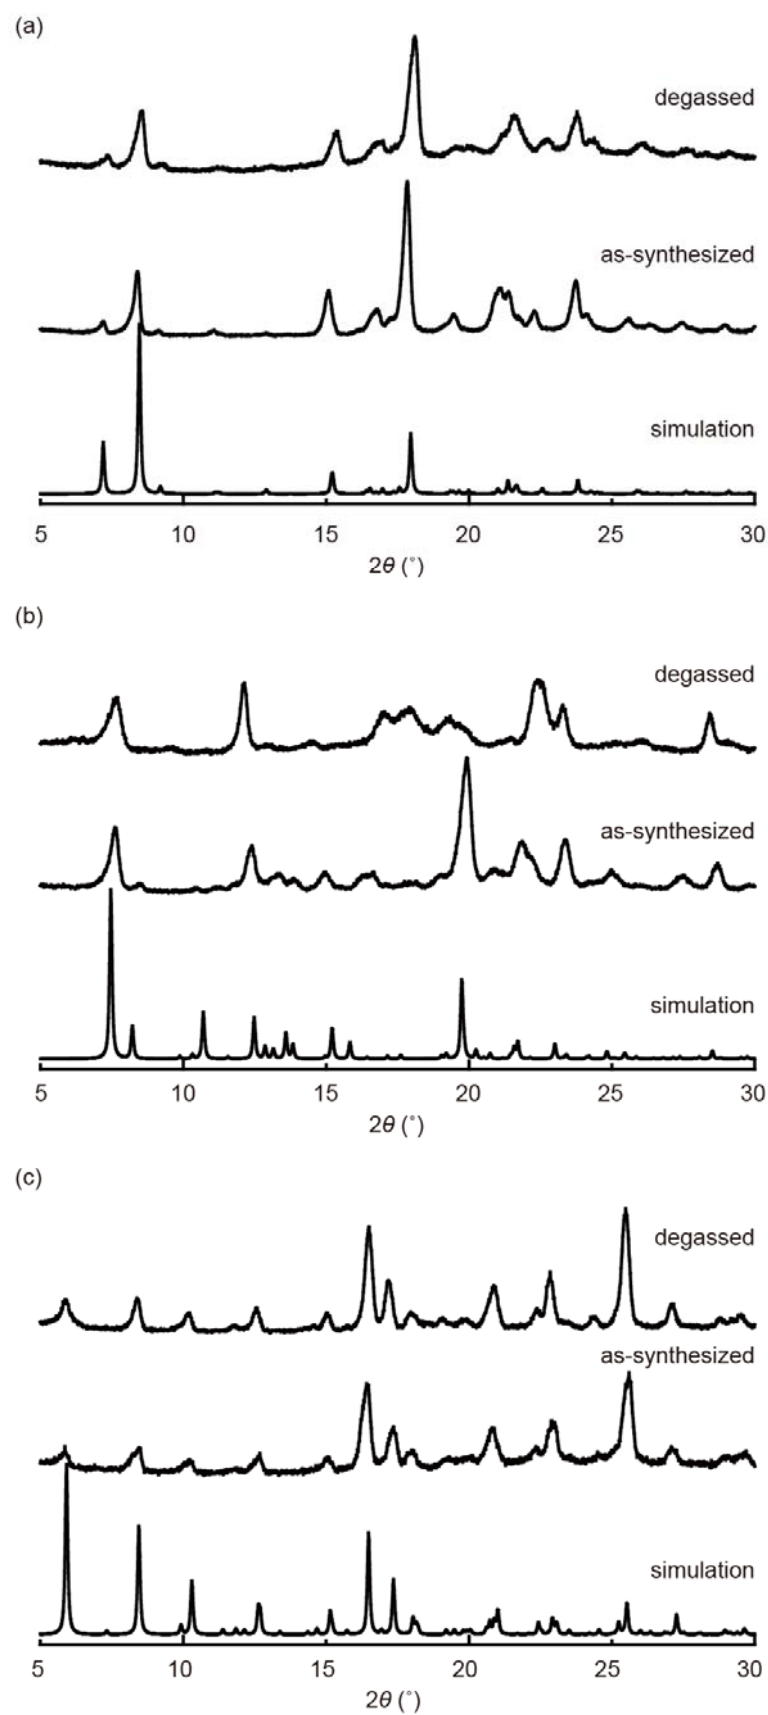 (a)
degassed
as-synthesized
simulation
5 10 15 20 25 30
2θ (°)
(b)
degassed
as-synthesized
simulation
5 10 15 20 25 30
2θ (°)
(c)
degassed
as-synthesized
simulation
5 10 15 20 25 30
2θ (°)